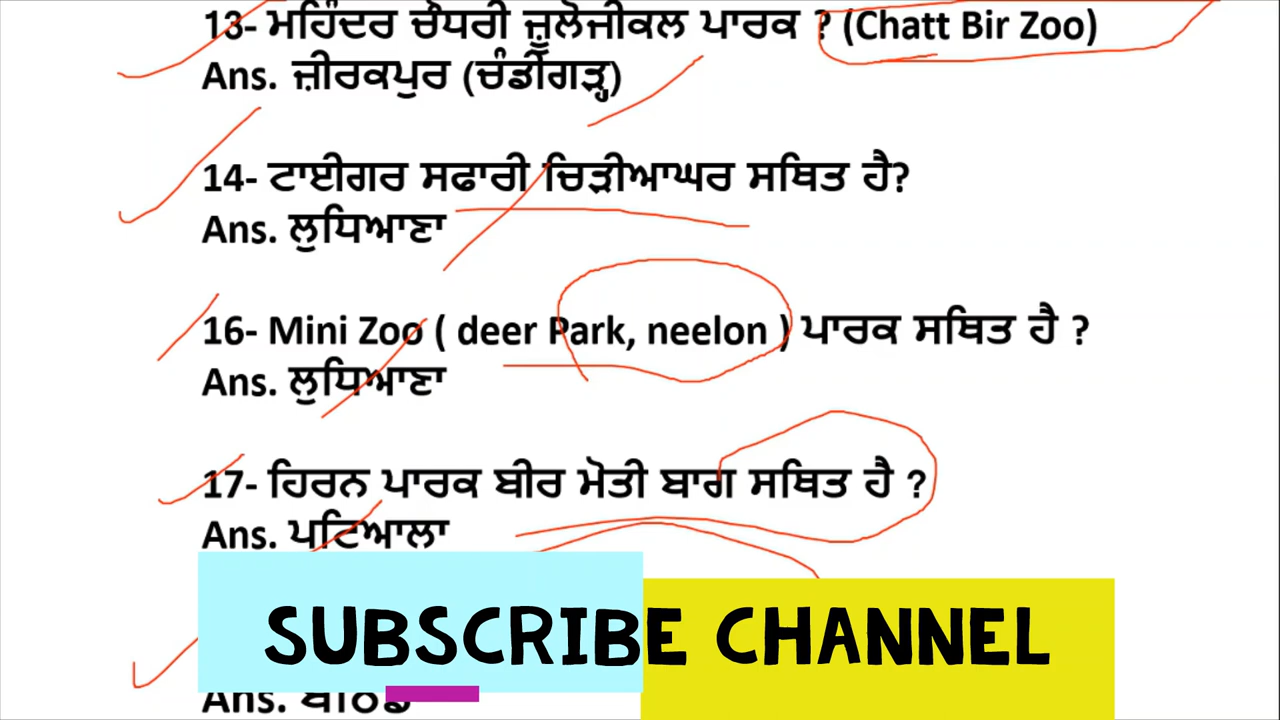 13- ਮਹਿੰਦਰ ਚੌਧਰੀ ਜ਼ੂਲੋਜੀਕਲ ਪਾਰਕ ? (Chatt Bir Zoo)
Ans. ਜ਼ੀਰਕਪੁਰ (ਚੰਡੀਗੜ੍ਹ)
14- ਟਾਈਗਰ ਸਫਾਰੀ ਚਿੜੀਆਘਰ ਸਥਿਤ ਹੈ?
Ans. ਲੁਧਿਆਣਾ
16- Mini Zoo ( deer Park, neelon ) ਪਾਰਕ ਸਥਿਤ ਹੈ ?
Ans. ਲੁਧਿਆਣਾ
17- ਹਿਰਨ ਪਾਰਕ ਬੀਰ ਮੋਤੀ ਬਾਗ ਸਥਿਤ ਹੈ ?
Ans. ਪਟਿਆਲਾ
SUBSCRIBE CHANNEL
Ans.